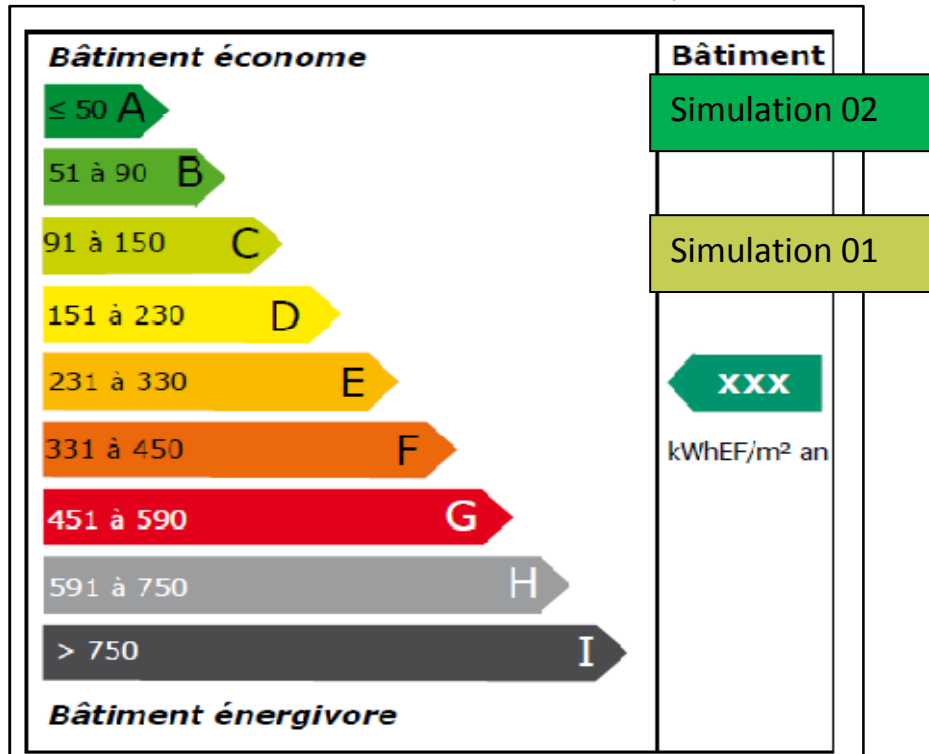 Bâtiment économe
Bâtiment
≤ 50 A
Simulation 02
51 à 90 B
91 à 150 C
Simulation 01
151 à 230 D
231 à 330 E
xxx
331 à 450 F
kWhEF/m² an
451 à 590 G
591 à 750 H
> 750 I
Bâtiment énergivore